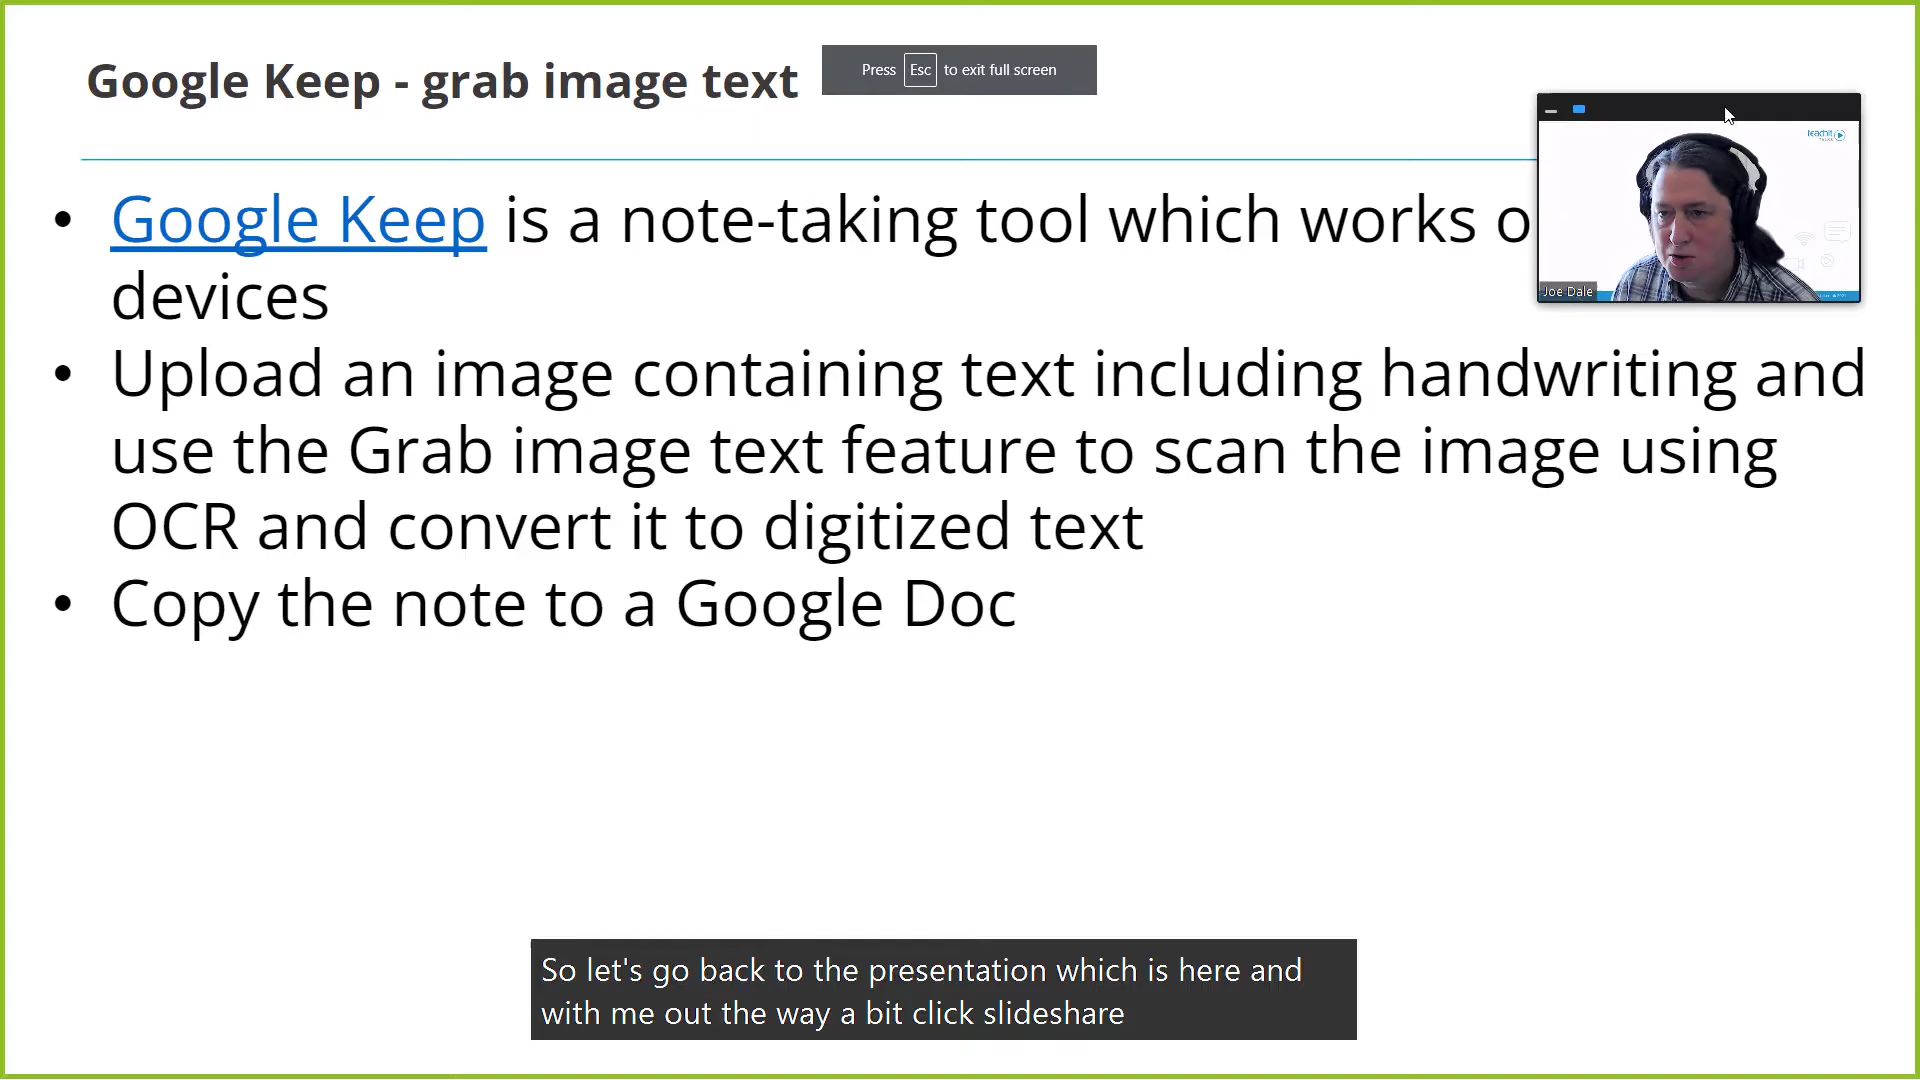 Google Keep - grab image text
Press Esc to exit full screen
• Google Keep is a note-taking tool which works o
devices
• Upload an image containing text including handwriting and
use the Grab image text feature to scan the image using
OCR and convert it to digitized text
• Copy the note to a Google Doc
teachit
Joe Dale
So let's go back to the presentation which is here and
with me out the way a bit click slideshare